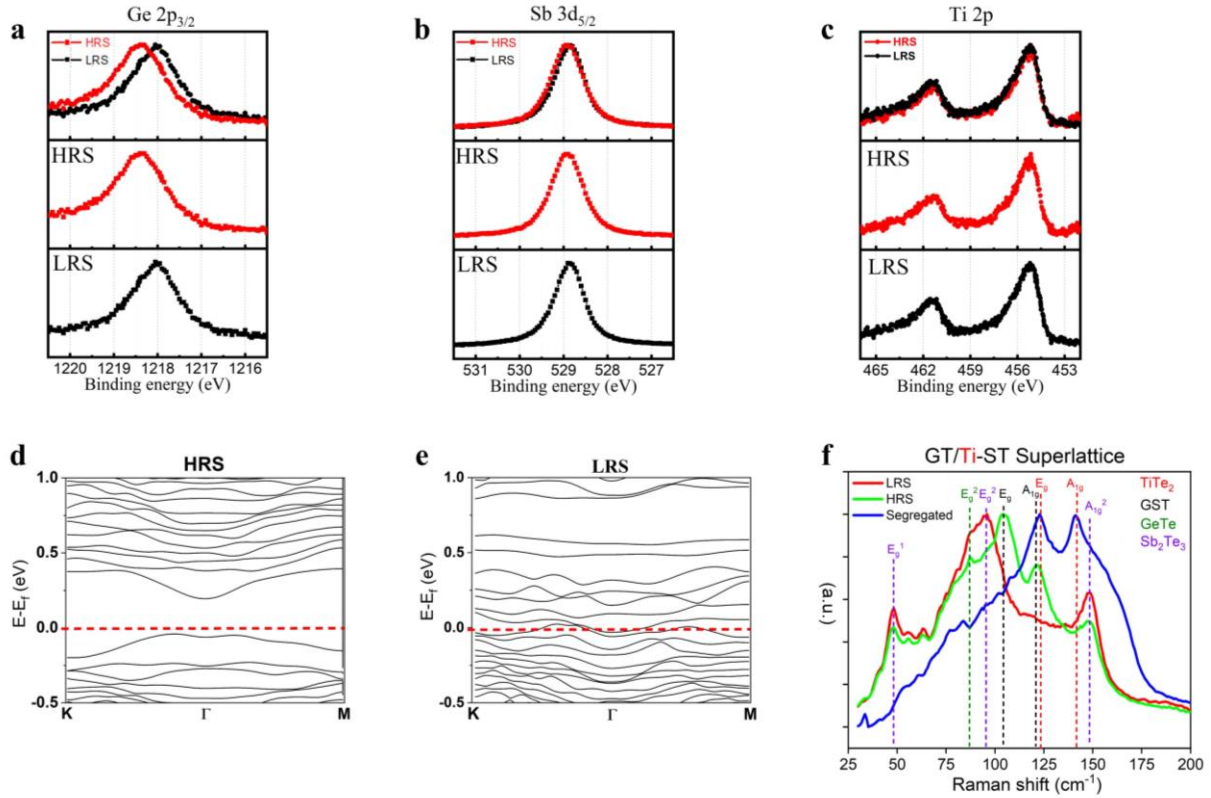 a
Ge 2p3/2
HRS
LRS
HRS
LRS
1220 1219 1218 1217 1216
Binding energy (eV)
b
Sb 3d5/2
HRS
LRS
HRS
LRS
531 530 529 528 527
Binding energy (eV)
c
Ti 2p
HRS
LRS
HRS
LRS
465 462 459 456 453
Binding energy (eV)
d
HRS
E-Ef (eV)
1.0
0.5
0.0
-0.5
K Γ M
e
LRS
E-Ef (eV)
1.0
0.5
0.0
-0.5
K Γ M
f
GT/Ti-ST Superlattice
LRS
HRS
Segregated
Eg1
Eg2
Eg2
Eg
A1g
Eg
A1g
A1g2
TiTe2
GST
GeTe
Sb2Te3
(a.u.)
25 50 75 100 125 150 175 200
Raman shift (cm-1)